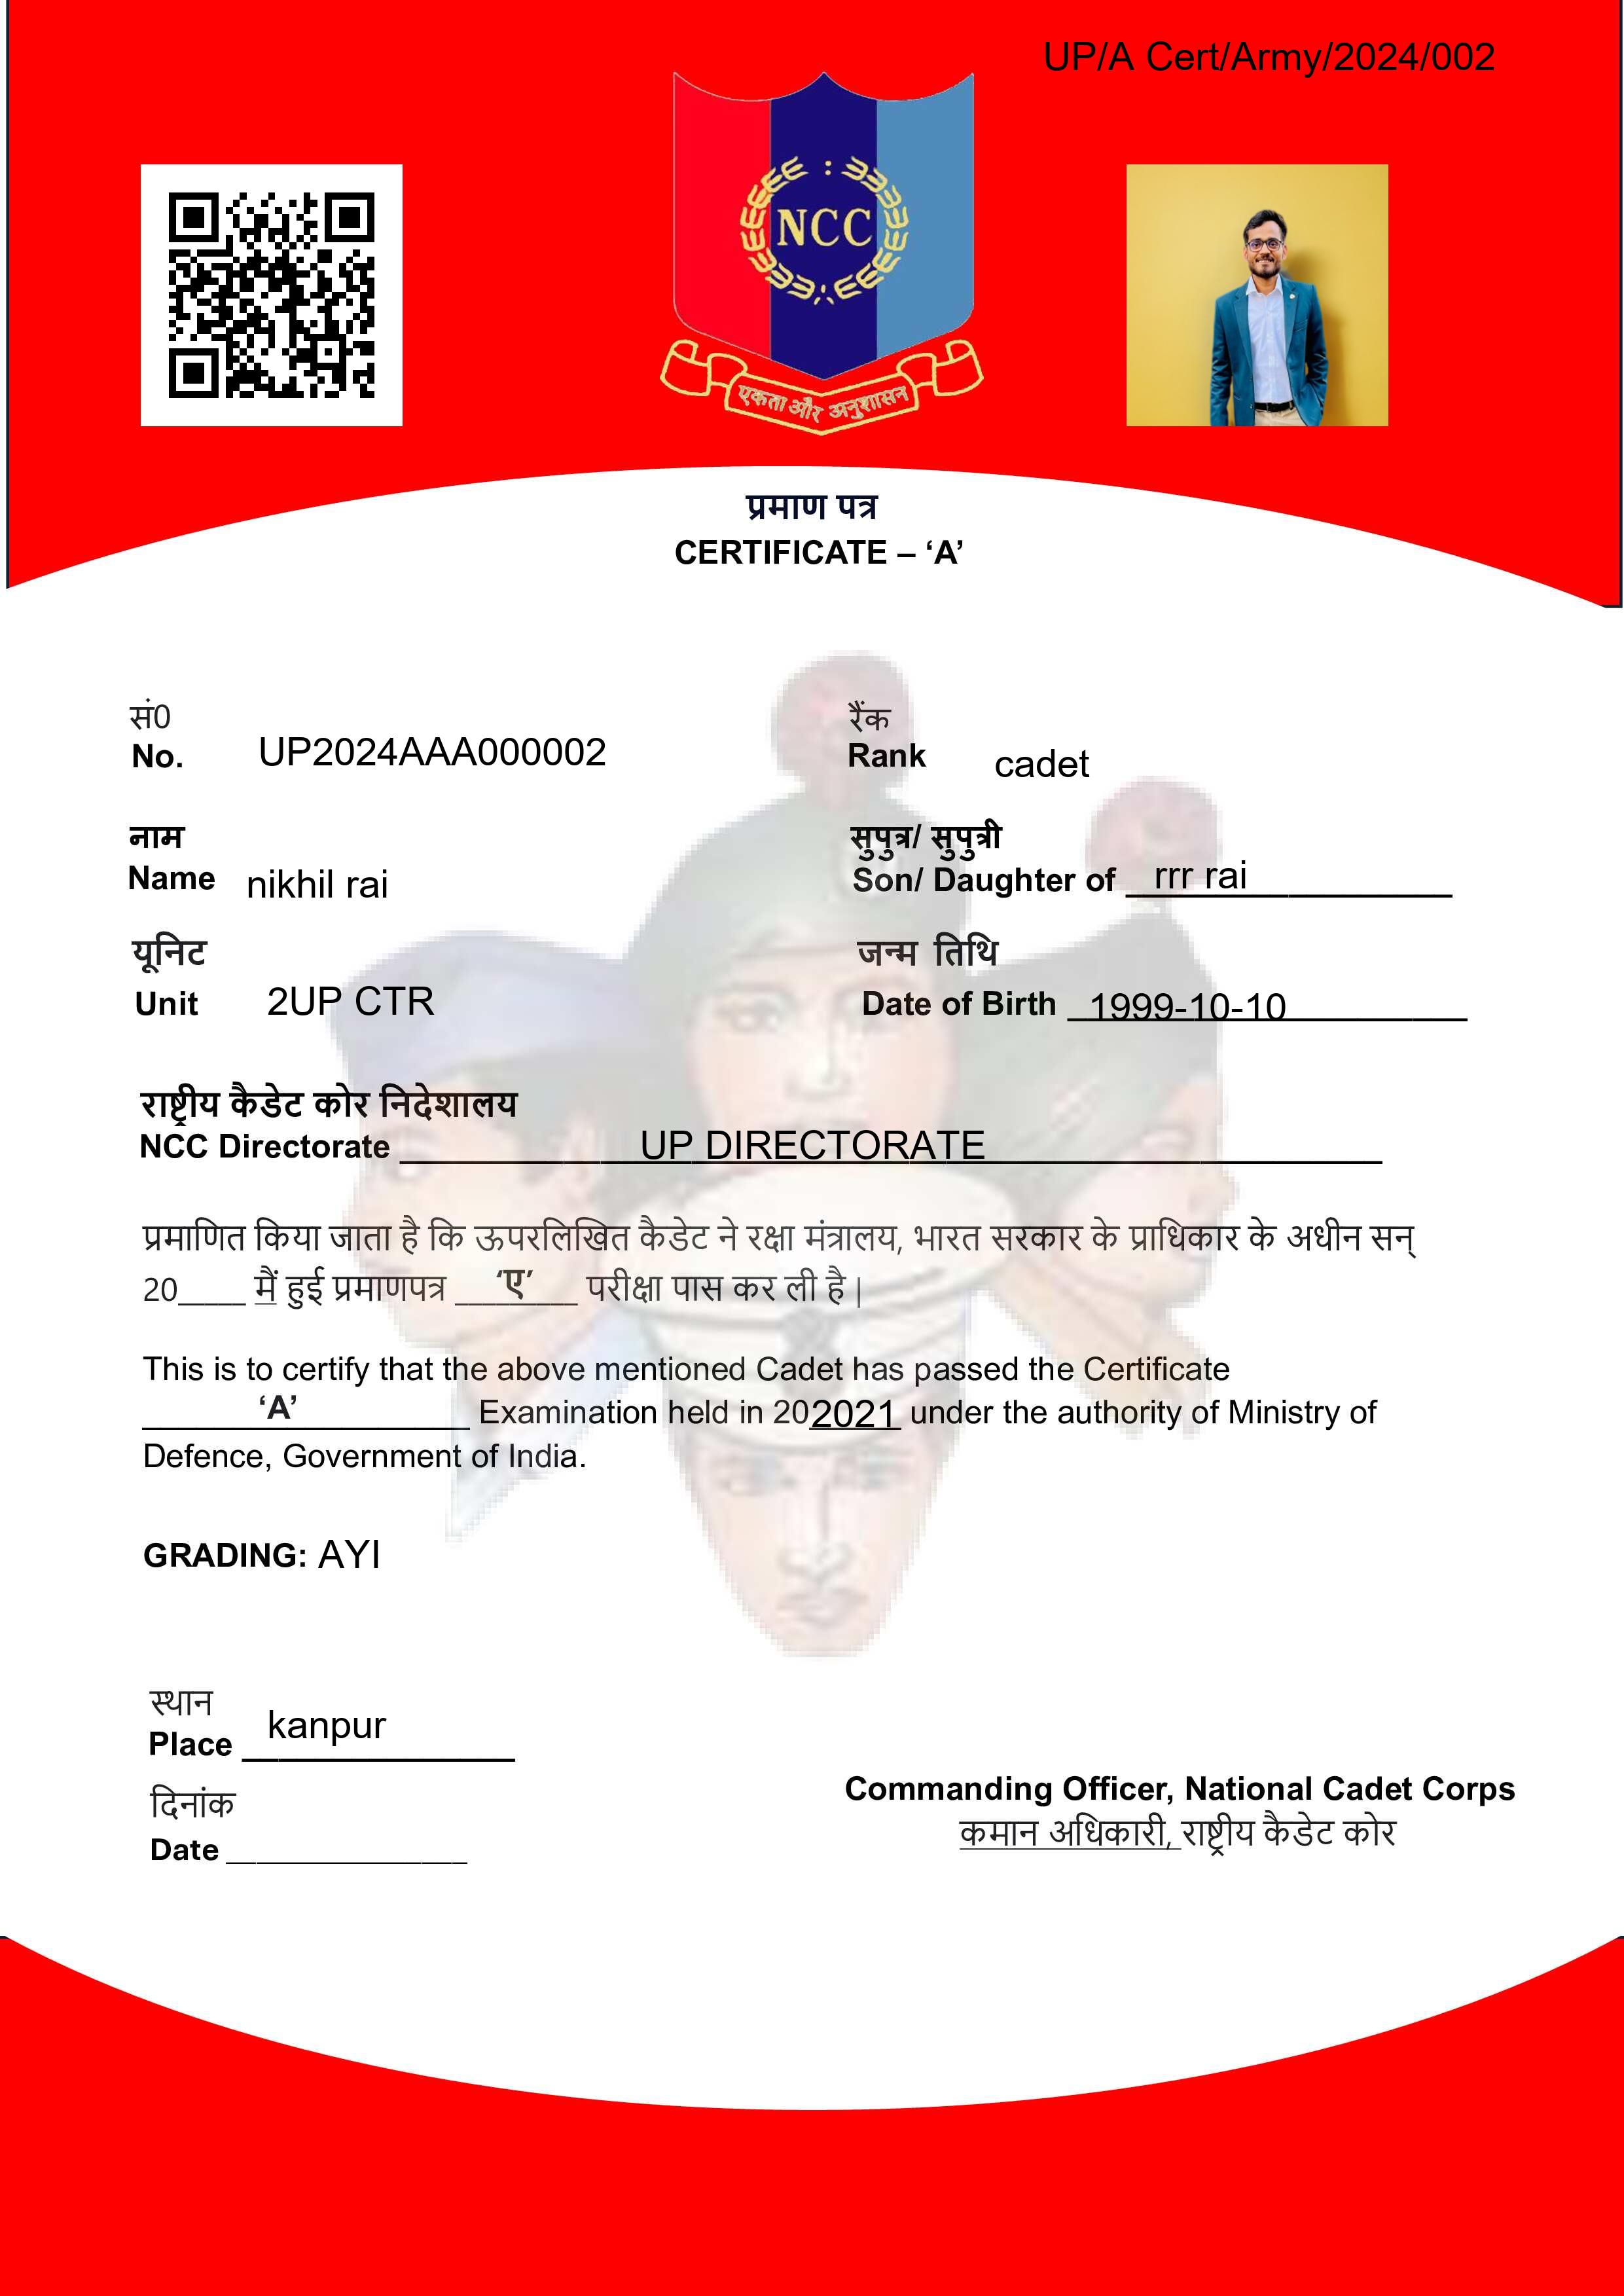 UP/A Cert/Army/2024/002
NCC
एकता और अनुशासन
प्रमाण पत्र
CERTIFICATE – ‘A’
सं0
No. UP2024AAA000002
रैंक
Rank cadet
नाम
Name nikhil rai
सुपुत्र/ सुपुत्री
Son/ Daughter of rrr rai
यूनिट
Unit 2UP CTR
जन्म तिथि
Date of Birth 1999-10-10
राष्ट्रीय कैडेट कोर निदेशालय
NCC Directorate UP DIRECTORATE
प्रमाणित किया जाता है कि ऊपरलिखित कैडेट ने रक्षा मंत्रालय, भारत सरकार के प्राधिकार के अधीन सन्
20____ मैं हुई प्रमाणपत्र ‘ए’ परीक्षा पास कर ली है |
This is to certify that the above mentioned Cadet has passed the Certificate
‘A’ Examination held in 202021 under the authority of Ministry of
Defence, Government of India.
GRADING: AYI
स्थान
Place kanpur
दिनांक
Date ______________
Commanding Officer, National Cadet Corps
कमान अधिकारी, राष्ट्रीय कैडेट कोर